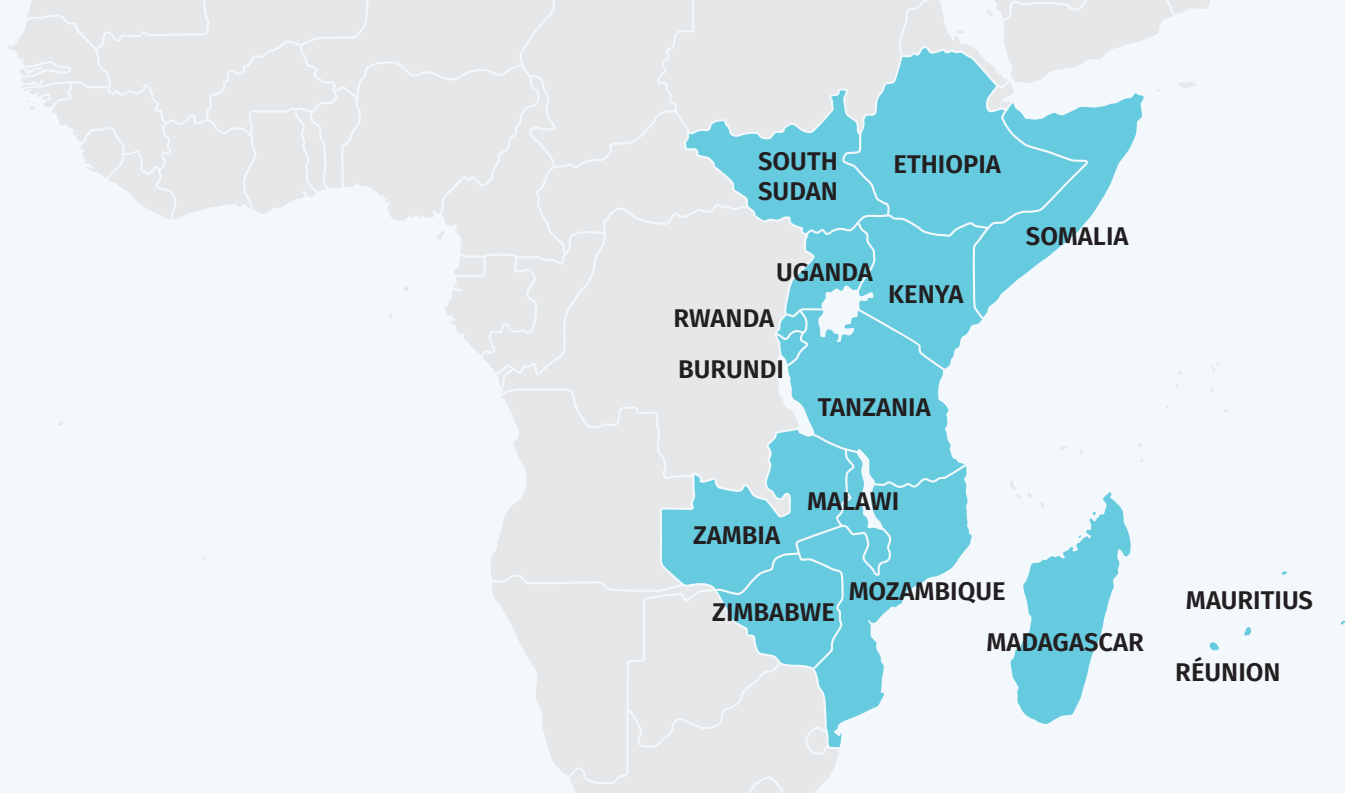 SOUTH
SUDAN
ETHIOPIA
SOMALIA
UGANDA
KENYA
RWANDA
BURUNDI
TANZANIA
MALAWI
ZAMBIA
MOZAMBIQUE
MAURITIUS
ZIMBABWE
MADAGASCAR
RÉUNION